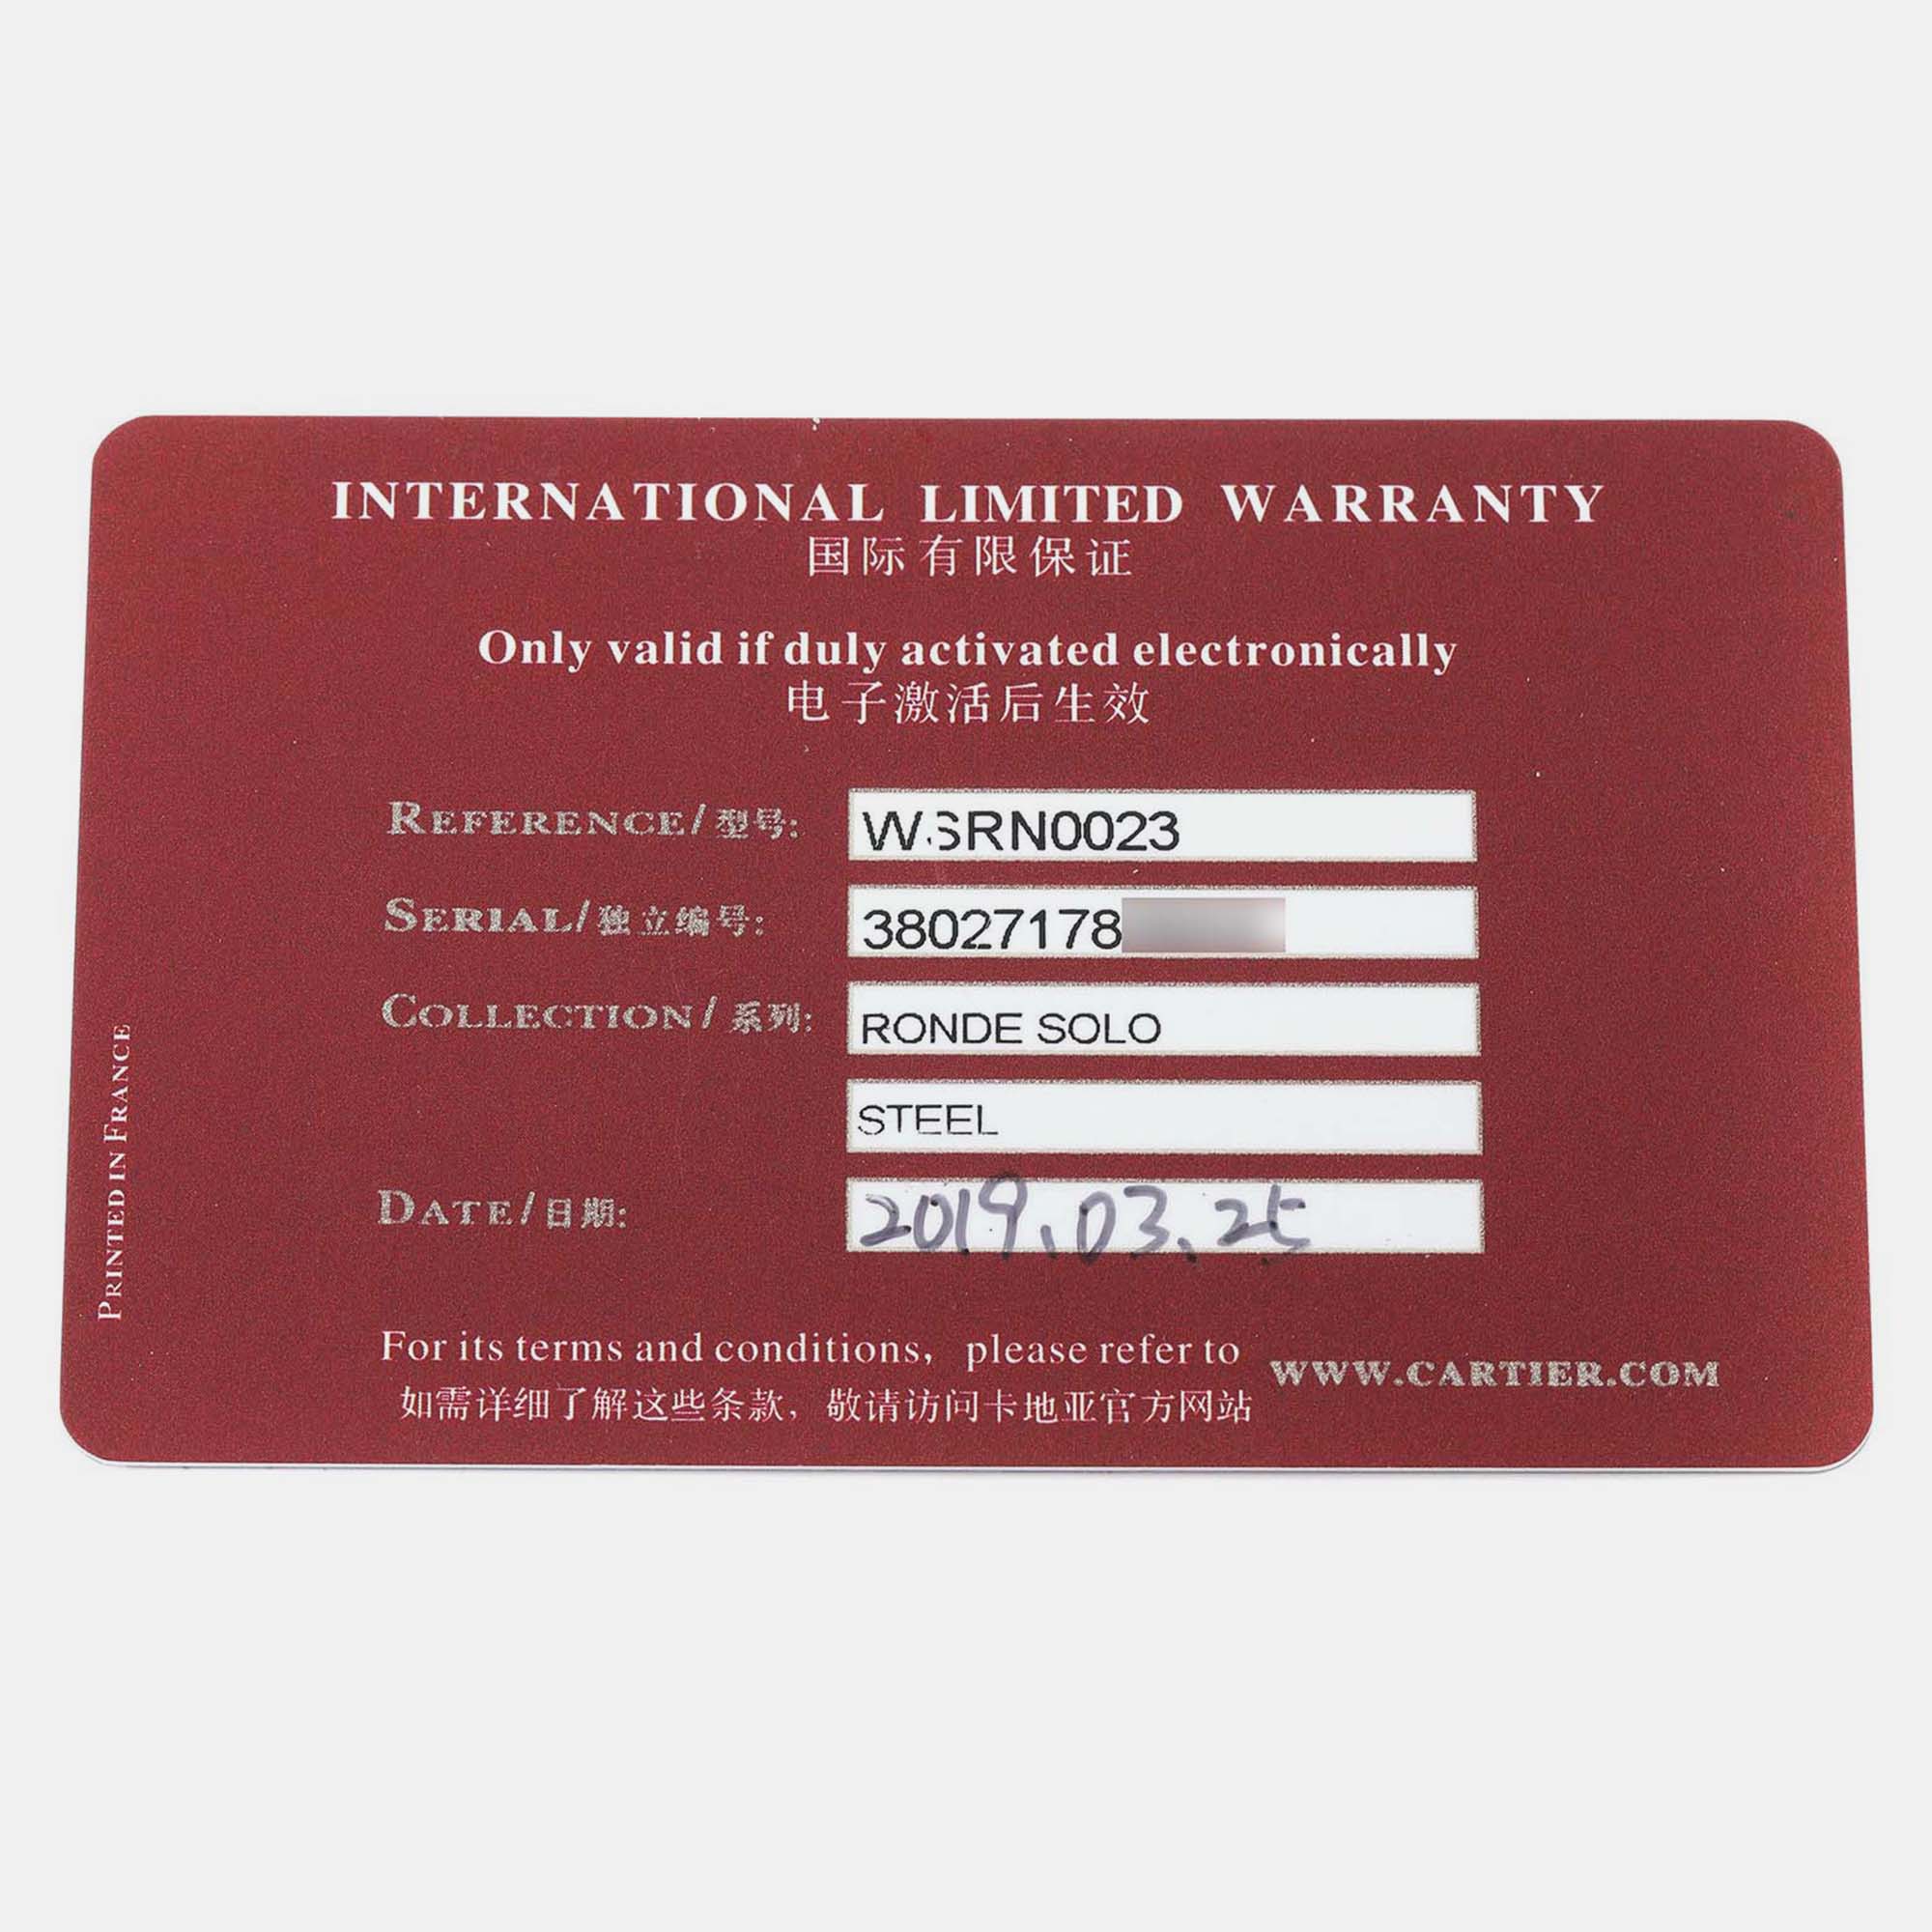 INTERNATIONAL LIMITED WARRANTY
国际有限保证
Only valid if duly activated electronically
电子激活后生效
REFERENCE/型号: WSRN0023
SERIAL/独立编号: 38027178
COLLECTION/系列: RONDE SOLO
STEEL
DATE/日期: 2019.03.25
For its terms and conditions, please refer to WWW.CARTIER.COM
如需详细了解这些条款，敬请访问卡地亚官方网站
PRINTED IN FRANCE